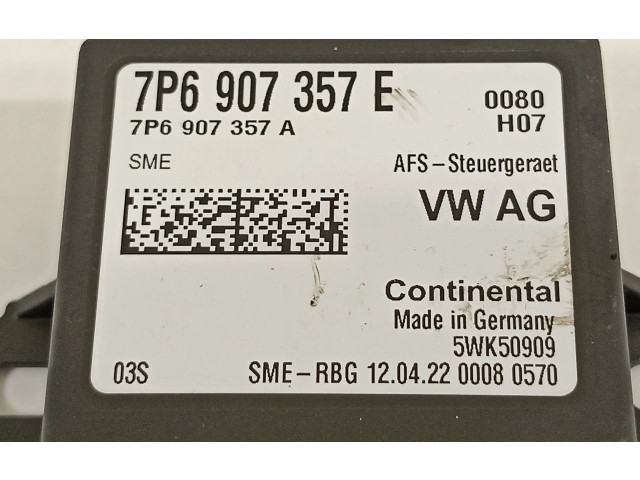 7P6 907 357 E
0080
7P6 907 357 A
H07
SME
AFS-Steuergeraet
VW AG
Continental
Made in Germany
5WK50909
03S
SME-RBG 12.04.22 0008 0570